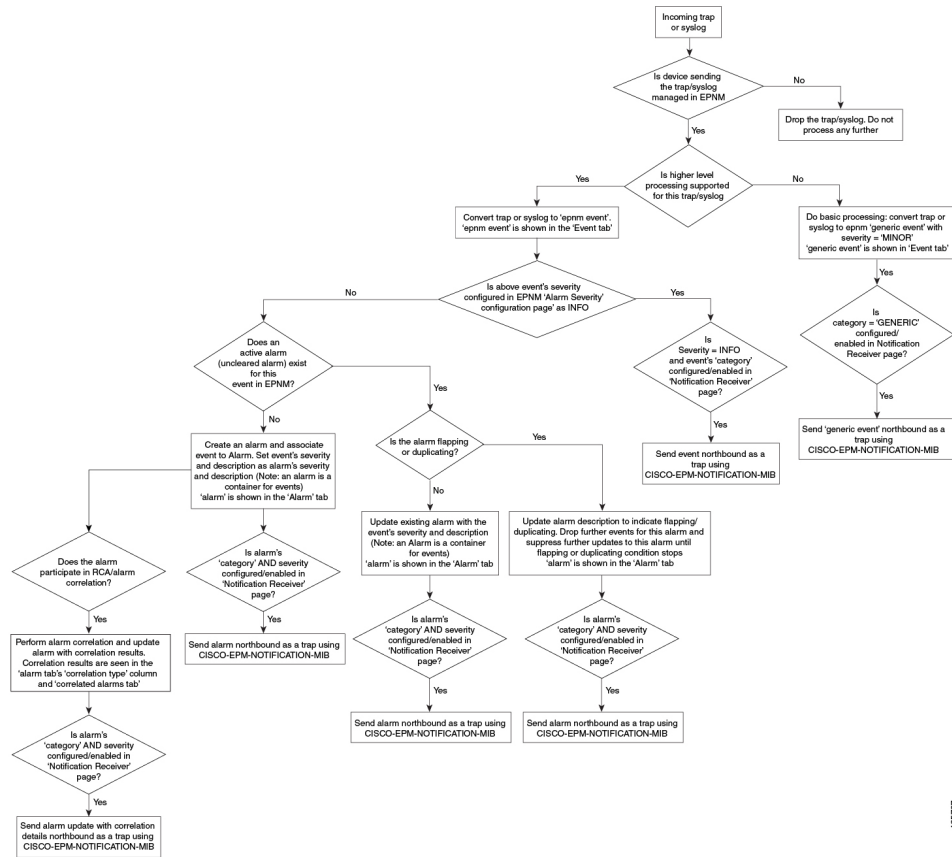 Incoming trap
or syslog
Is device sending
the trap/syslog
managed in EPNM
No
Drop the trap/syslog. Do not
process any further
Yes
Is higher level
processing supported
for this trap/syslog
Yes
No
Convert trap or syslog to ‘epnm event’.
‘epnm event’ is shown in the ‘Event tab’
Do basic processing: convert trap or
syslog to epnm ‘generic event’ with
severity = ‘MINOR’
‘generic event’ is shown in ‘Event tab’
Yes
Is above event’s severity
configured in EPNM ‘Alarm Severity’
configuration page’ as INFO
No
Yes
Is
category = ‘GENERIC’
configured/
enabled in Notification
Receiver page?
Yes
Send ‘generic event’ northbound as a
trap using
CISCO-EPM-NOTIFICATION-MIB
Is
Severity = INFO
and event’s ‘category’
configured/enabled in
‘Notification Receiver’
page?
Yes
Send event northbound as a
trap using
CISCO-EPM-NOTIFICATION-MIB
Does an
active alarm
(uncleared alarm) exist
for this
event in EPNM?
Yes
No
Create an alarm and associate
event to Alarm. Set event’s severity
and description as alarm’s severity
and description (Note: an alarm is a
container for events)
‘alarm’ is shown in the ‘Alarm’ tab
Is the alarm flapping
or duplicating?
Yes
No
Update existing alarm with the
event’s severity and description
(Note: an Alarm is a container
for events)
‘alarm’ is shown in the ‘Alarm’ tab
Update alarm description to indicate flapping/
duplicating. Drop further events for this alarm and
suppress further updates to this alarm until
flapping or duplicating condition stops
‘alarm’ is shown in the ‘Alarm’ tab
Does the alarm
participate in RCA/alarm
correlation?
Yes
Is alarm’s
‘category’ AND severity
configured/enabled in
‘Notification Receiver’
page?
Yes
Send alarm northbound as a trap using
CISCO-EPM-NOTIFICATION-MIB
Is alarm’s
‘category’ AND severity
configured/enabled in
‘Notification Receiver’
page?
Yes
Send alarm northbound as a trap using
CISCO-EPM-NOTIFICATION-MIB
Is alarm’s
‘category’ AND severity
configured/enabled in
‘Notification Receiver’
page?
Yes
Send alarm northbound as a trap using
CISCO-EPM-NOTIFICATION-MIB
Perform alarm correlation and update
alarm with correlation results.
Correlation results are seen in the
‘alarm tab’s ‘correlation type’ column
and ‘correlated alarms tab’
Is alarm’s
‘category’ AND severity
configured/enabled in
‘Notification Receiver’
page?
Yes
Send alarm update with correlation
details northbound as a trap using
CISCO-EPM-NOTIFICATION-MIB